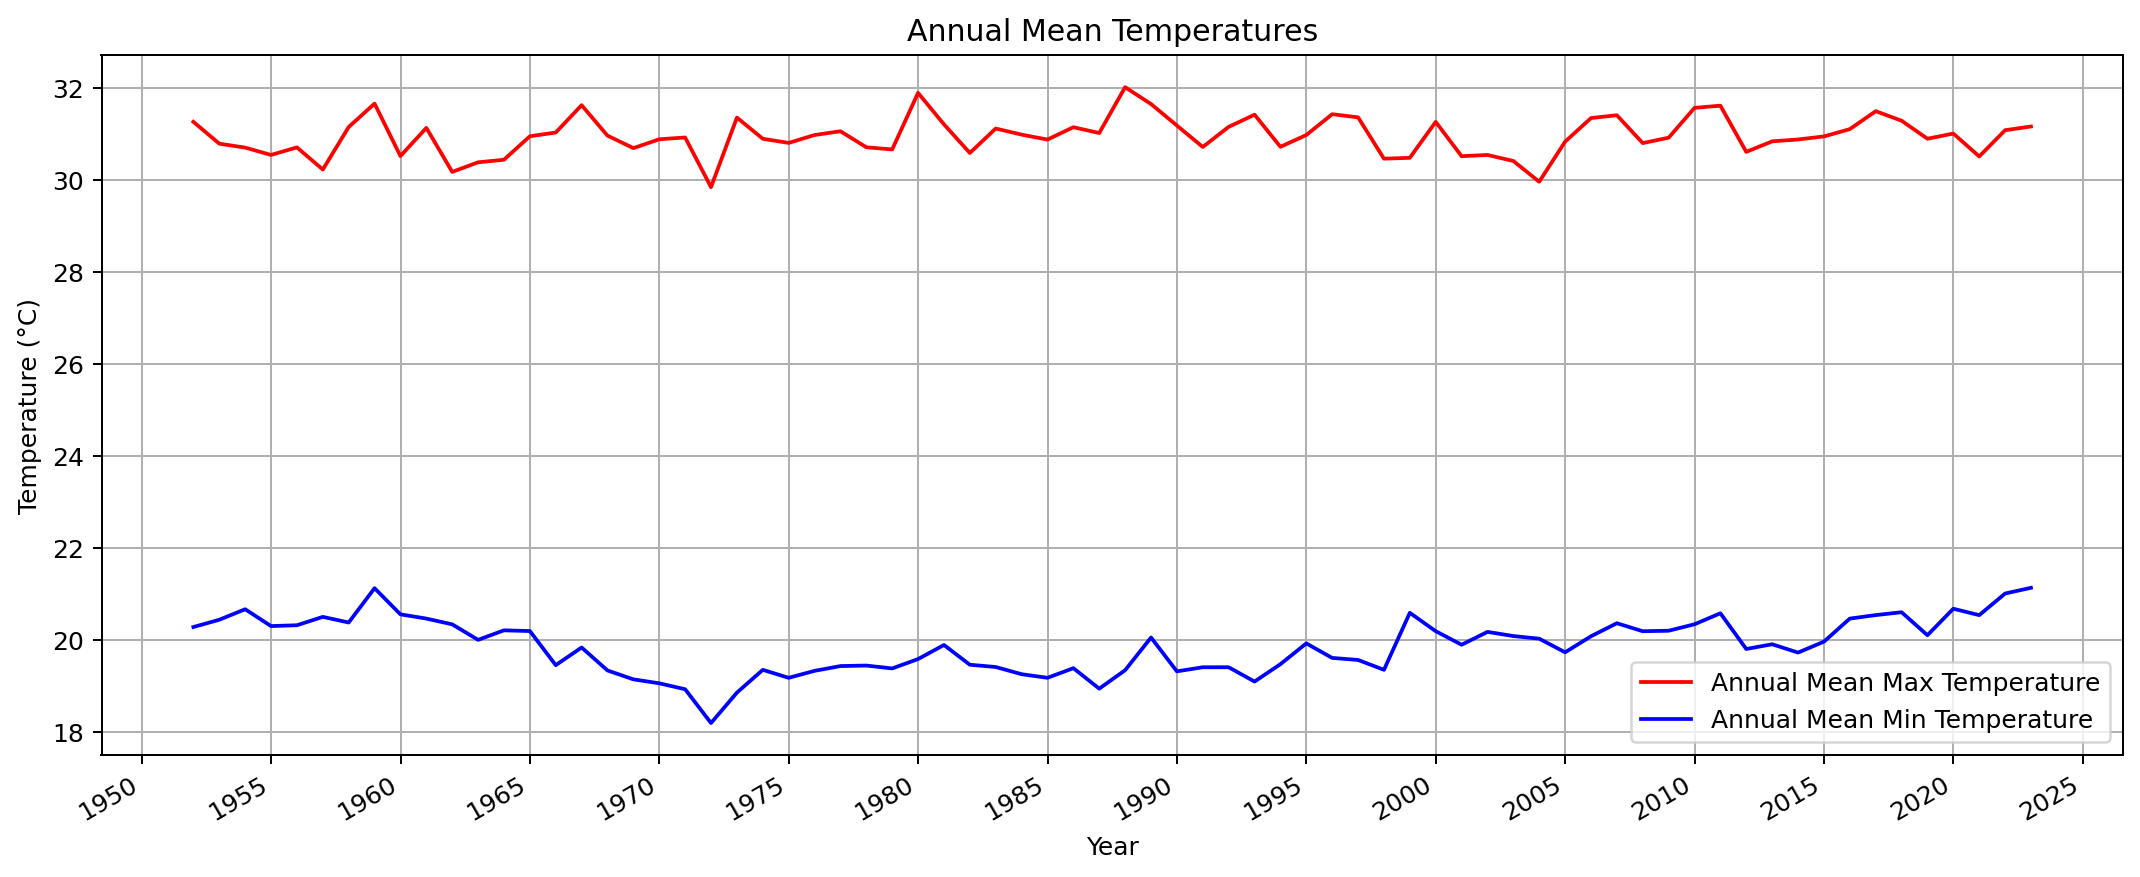 Annual Mean Temperatures
32
30
28
26
24
22
20
18
Temperature (°C)
Annual Mean Max Temperature
Annual Mean Min Temperature
1950 1955 1960 1965 1970 1975 1980 1985 1990 1995 2000 2005 2010 2015 2020 2025
Year